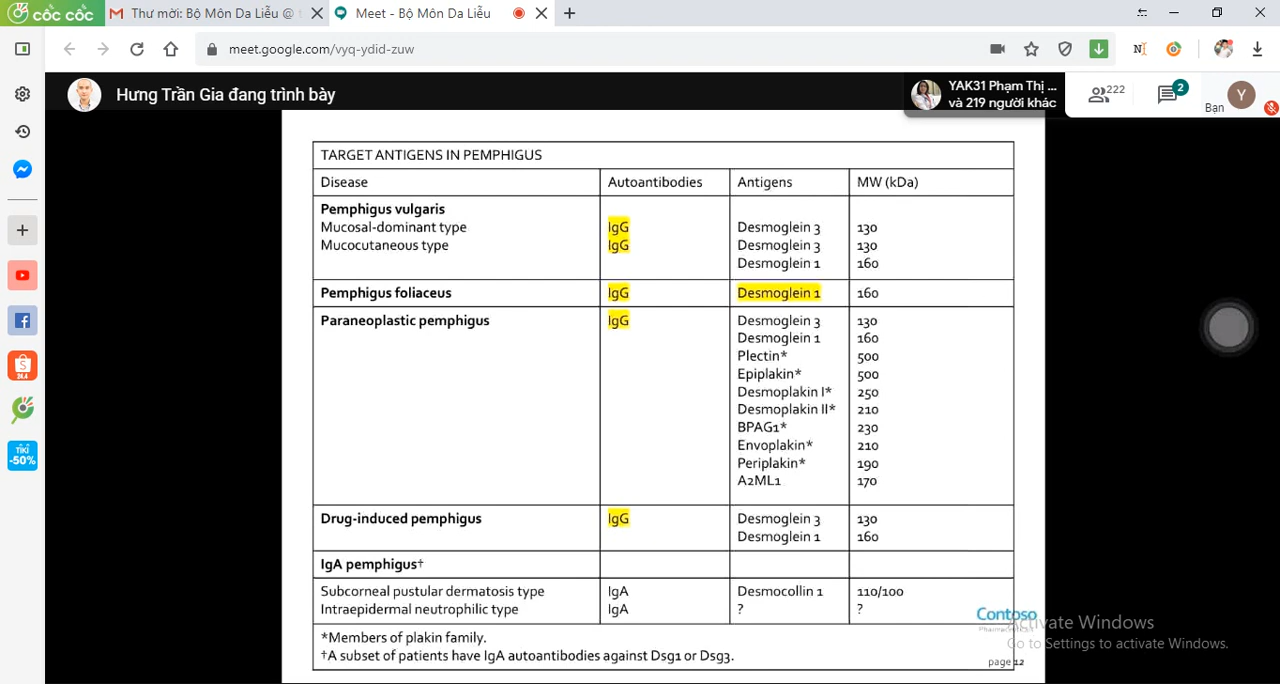 cốc cốc
Thư mời: Bộ Môn Da Liễu @
Meet - Bộ Môn Da Liễu
meet.google.com/vyq-ydid-zuw
Hưng Trần Gia đang trình bày
YAK31 Phạm Thị ...
và 219 người khác
222
2
Bạn
Y
TARGET ANTIGENS IN PEMPHIGUS
Disease Autoantibodies Antigens MW (kDa)
Pemphigus vulgaris
Mucosal-dominant type IgG Desmoglein 3 130
Mucocutaneous type IgG Desmoglein 3 130
Desmoglein 1 160
Pemphigus foliaceus IgG Desmoglein 1 160
Paraneoplastic pemphigus IgG Desmoglein 3 130
Desmoglein 1 160
Plectin* 500
Epiplakin* 500
Desmoplakin I* 250
Desmoplakin II* 210
BPAG1* 230
Envoplakin* 210
Periplakin* 190
A2ML1 170
Drug-induced pemphigus IgG Desmoglein 3 130
Desmoglein 1 160
IgA pemphigus†
Subcorneal pustular dermatosis type IgA Desmocollin 1 110/100
Intraepidermal neutrophilic type IgA ? ?
*Members of plakin family.
†A subset of patients have IgA autoantibodies against Dsg1 or Dsg3.
Contoso
Pharmaceuticals
page 12
Activate Windows
Go to Settings to activate Windows.
TIKI
-50%